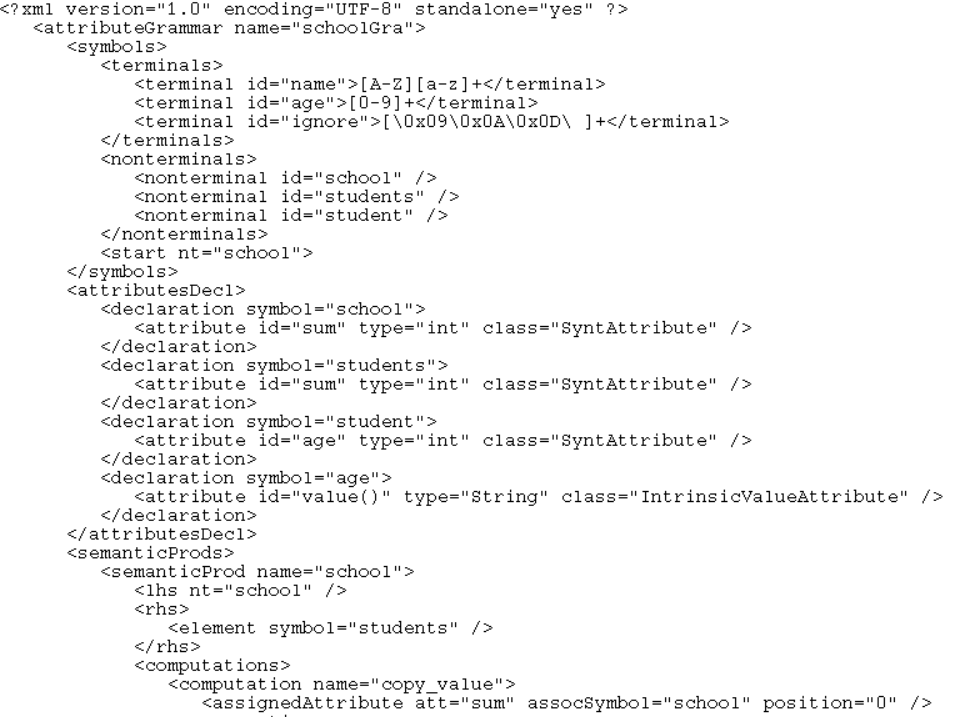 <?xml version="1.0" encoding="UTF-8" standalone="yes" ?>
<attributeGrammar name="schoolGra">
<symbols>
<terminals>
<terminal id="name">[A-Z][a-z]+</terminal>
<terminal id="age">[0-9]+</terminal>
<terminal id="ignore">[\0x09\0x0A\0x0D\ ]+</terminal>
</terminals>
<nonterminals>
<nonterminal id="school" />
<nonterminal id="students" />
<nonterminal id="student" />
</nonterminals>
<start nt="school">
</symbols>
<attributesDecl>
<declaration symbol="school">
<attribute id="sum" type="int" class="SyntAttribute" />
</declaration>
<declaration symbol="students">
<attribute id="sum" type="int" class="SyntAttribute" />
</declaration>
<declaration symbol="student">
<attribute id="age" type="int" class="SyntAttribute" />
</declaration>
<declaration symbol="age">
<attribute id="value()" type="String" class="IntrinsicValueAttribute" />
</declaration>
</attributesDecl>
<semanticProds>
<semanticProd name="school">
<lhs nt="school" />
<rhs>
<element symbol="students" />
</rhs>
<computations>
<computation name="copy_value">
<assignedAttribute att="sum" assocSymbol="school" position="0" />